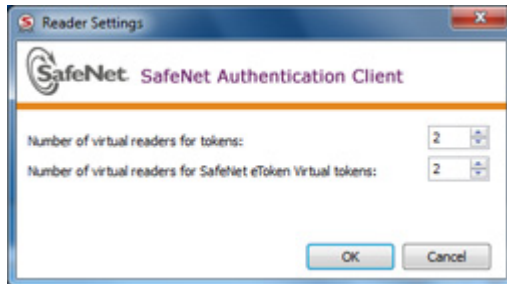 Reader Settings
SafeNet. SafeNet Authentication Client
Number of virtual readers for tokens: 2
Number of virtual readers for SafeNet eToken Virtual tokens: 2
OK Cancel